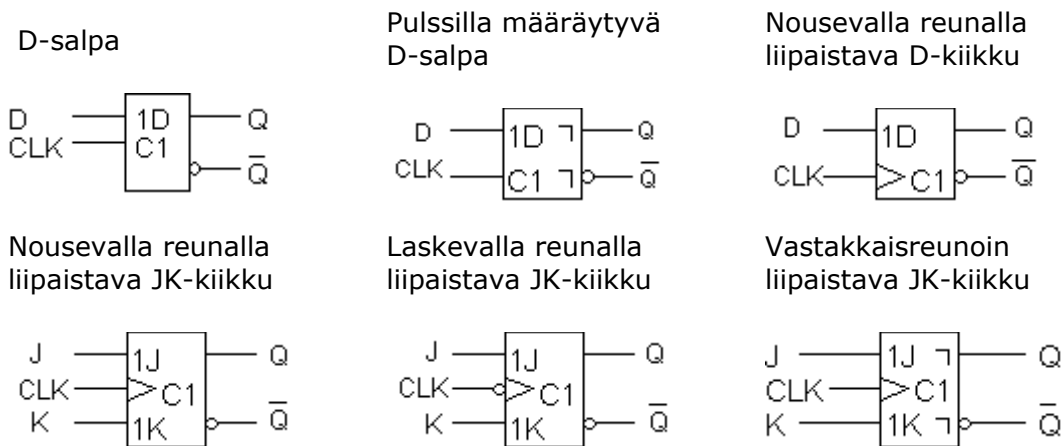 D-salpa
Pulssilla määräytyvä
D-salpa
Nousevalla reunalla
liipaistava D-kiikku
D
CLK
1D
C1
Q
Q̅
D
CLK
1D ┐
C1 ┐
Q
Q̅
D
CLK
1D
C1
Q
Q̅
Nousevalla reunalla
liipaistava JK-kiikku
Laskevalla reunalla
liipaistava JK-kiikku
Vastakkaisreunoin
liipaistava JK-kiikku
J
CLK
K
1J
C1
1K
Q
Q̅
J
CLK
K
1J
C1
1K
Q
Q̅
J
CLK
K
1J ┐
C1
1K ┐
Q
Q̅